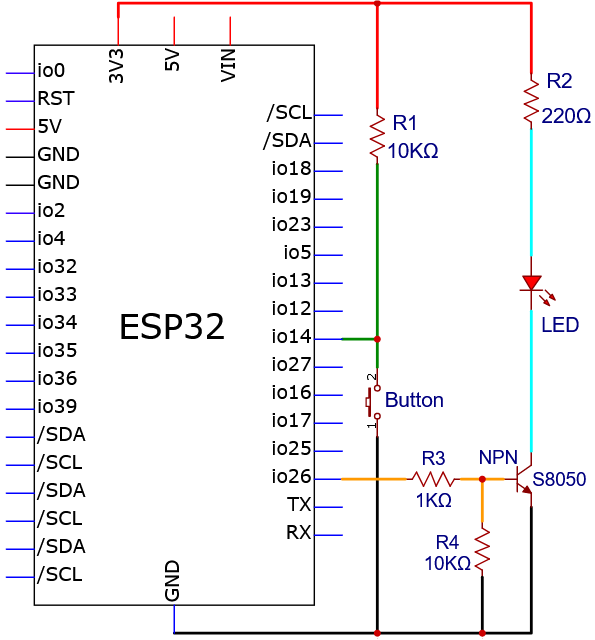 3V3
5V
VIN
io0
RST
5V
GND
GND
io2
io4
io32
io33
io34
io35
io36
io39
/SDA
/SCL
/SDA
/SCL
/SDA
/SCL
ESP32
/SCL
/SDA
io18
io19
io23
io5
io13
io12
io14
io27
io16
io17
io25
io26
TX
RX
GND
R1
10KΩ
R2
220Ω
LED
2
Button
1
R3
1KΩ
NPN
S8050
R4
10KΩ